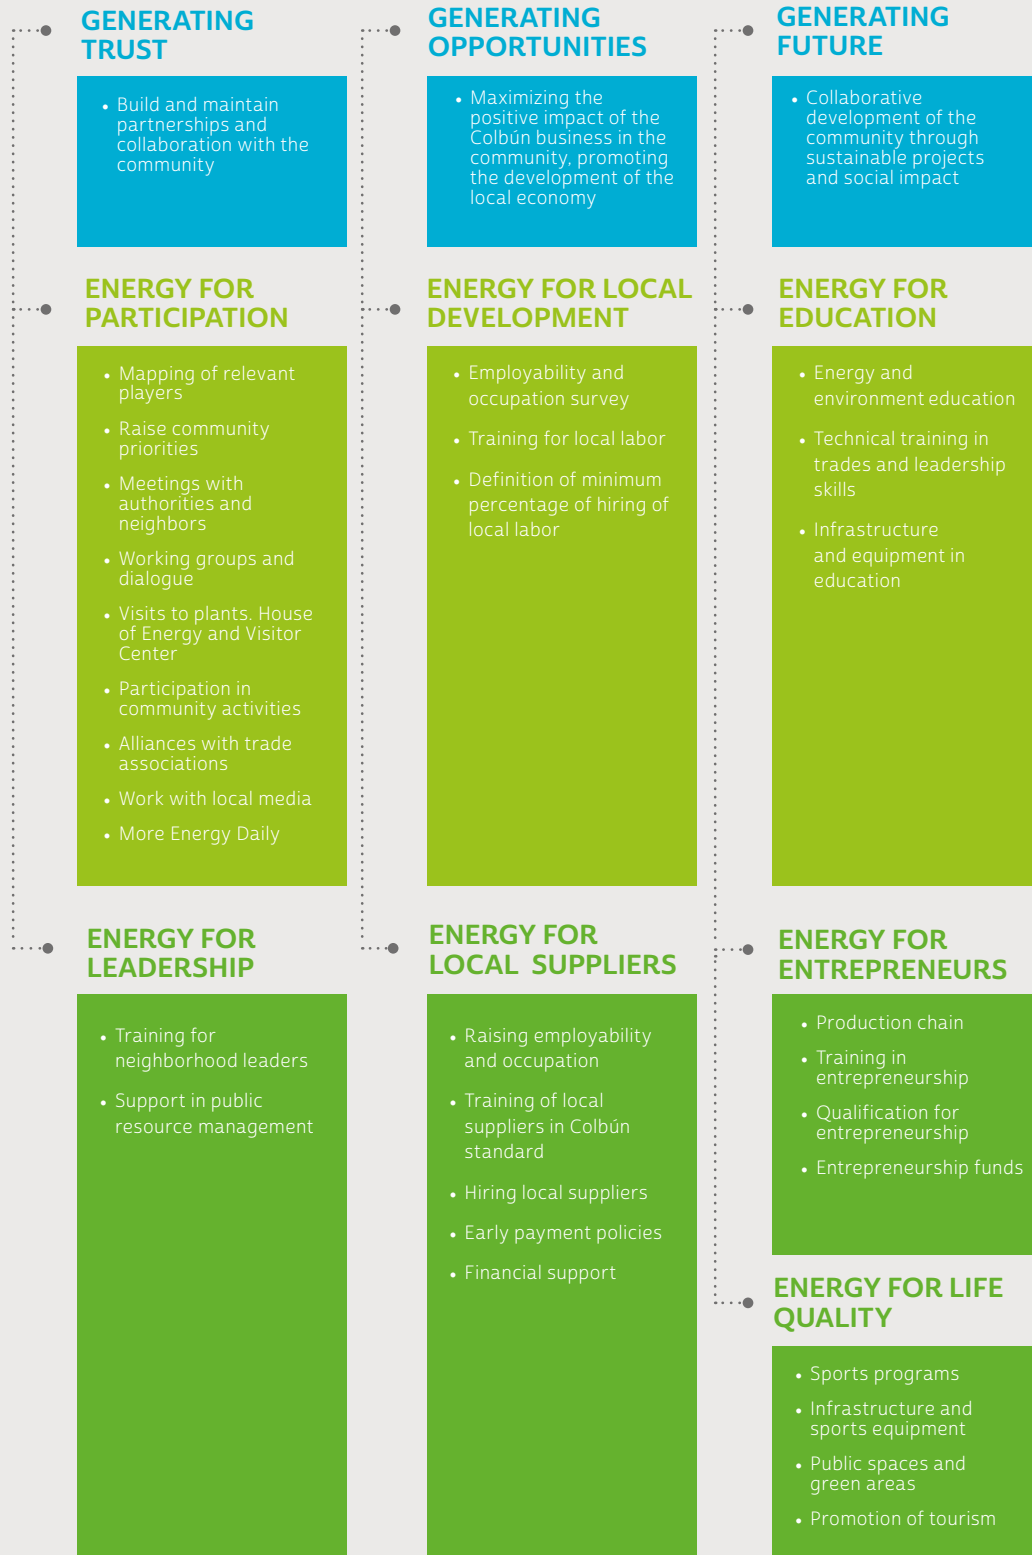 GENERATING
TRUST
• Build and maintain
partnerships and
collaboration with the
community
ENERGY FOR
PARTICIPATION
• Mapping of relevant
players
• Raise community
priorities
• Meetings with
authorities and
neighbors
• Working groups and
dialogue
• Visits to plants. House
of Energy and Visitor
Center
• Participation in
community activities
• Alliances with trade
associations
• Work with local media
• More Energy Daily
ENERGY FOR
LEADERSHIP
• Training for
neighborhood leaders
• Support in public
resource management
GENERATING
OPPORTUNITIES
• Maximizing the
positive impact of the
Colbún business in the
community, promoting
the development of the
local economy
ENERGY FOR LOCAL
DEVELOPMENT
• Employability and
occupation survey
• Training for local labor
• Definition of minimum
percentage of hiring of
local labor
ENERGY FOR
LOCAL SUPPLIERS
• Raising employability
and occupation
• Training of local
suppliers in Colbún
standard
• Hiring local suppliers
• Early payment policies
• Financial support
GENERATING
FUTURE
• Collaborative
development of the
community through
sustainable projects
and social impact
ENERGY FOR
EDUCATION
• Energy and
environment education
• Technical training in
trades and leadership
skills
• Infrastructure
and equipment in
education
ENERGY FOR
ENTREPRENEURS
• Production chain
• Training in
entrepreneurship
• Qualification for
entrepreneurship
• Entrepreneurship funds
ENERGY FOR LIFE
QUALITY
• Sports programs
• Infrastructure and
sports equipment
• Public spaces and
green areas
• Promotion of tourism